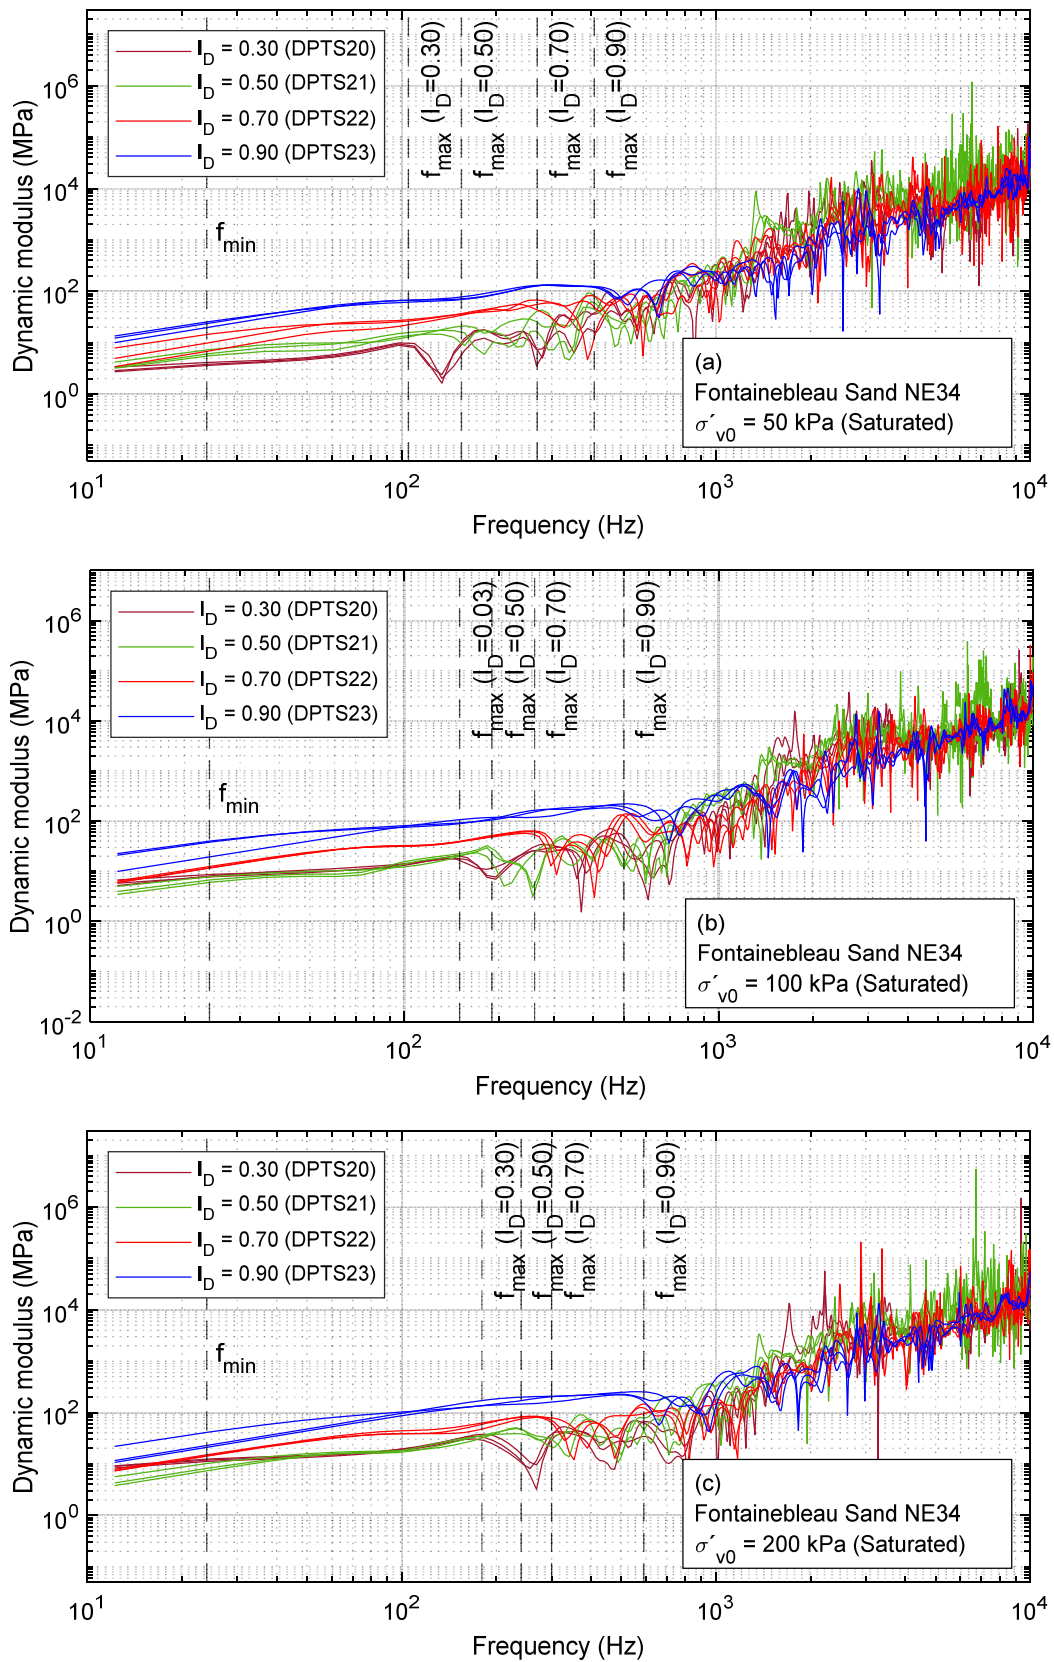 I_D = 0.30 (DPTS20)
I_D = 0.50 (DPTS21)
I_D = 0.70 (DPTS22)
I_D = 0.90 (DPTS23)
f_min
f_max (I_D=0.30)
f_max (I_D=0.50)
f_max (I_D=0.70)
f_max (I_D=0.90)
Dynamic modulus (MPa)
10^6
10^4
10^2
10^0
(a)
Fontainebleau Sand NE34
σ´_v0 = 50 kPa (Saturated)
10^1 10^2 10^3 10^4
Frequency (Hz)
I_D = 0.30 (DPTS20)
I_D = 0.50 (DPTS21)
I_D = 0.70 (DPTS22)
I_D = 0.90 (DPTS23)
f_min
f_max (I_D=0.03)
f_max (I_D=0.50)
f_max (I_D=0.70)
f_max (I_D=0.90)
Dynamic modulus (MPa)
10^6
10^4
10^2
10^0
10^-2
(b)
Fontainebleau Sand NE34
σ´_v0 = 100 kPa (Saturated)
10^1 10^2 10^3 10^4
Frequency (Hz)
I_D = 0.30 (DPTS20)
I_D = 0.50 (DPTS21)
I_D = 0.70 (DPTS22)
I_D = 0.90 (DPTS23)
f_min
f_max (I_D=0.30)
f_max (I_D=0.50)
f_max (I_D=0.70)
f_max (I_D=0.90)
Dynamic modulus (MPa)
10^6
10^4
10^2
10^0
(c)
Fontainebleau Sand NE34
σ´_v0 = 200 kPa (Saturated)
10^1 10^2 10^3 10^4
Frequency (Hz)